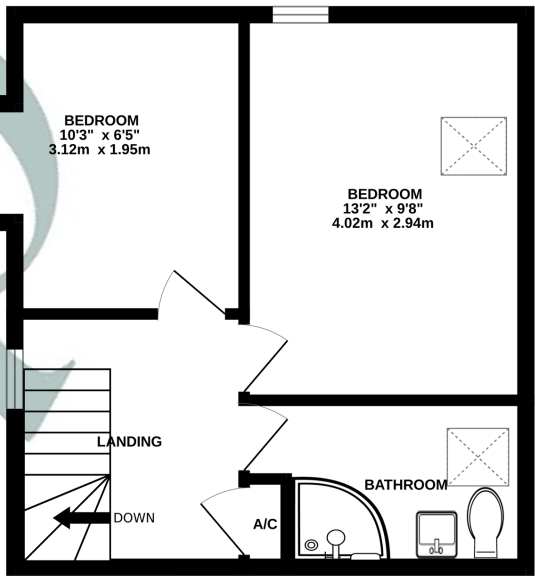 BEDROOM
10'3" x 6'5"
3.12m x 1.95m
BEDROOM
13'2" x 9'8"
4.02m x 2.94m
LANDING
BATHROOM
DOWN
A/C